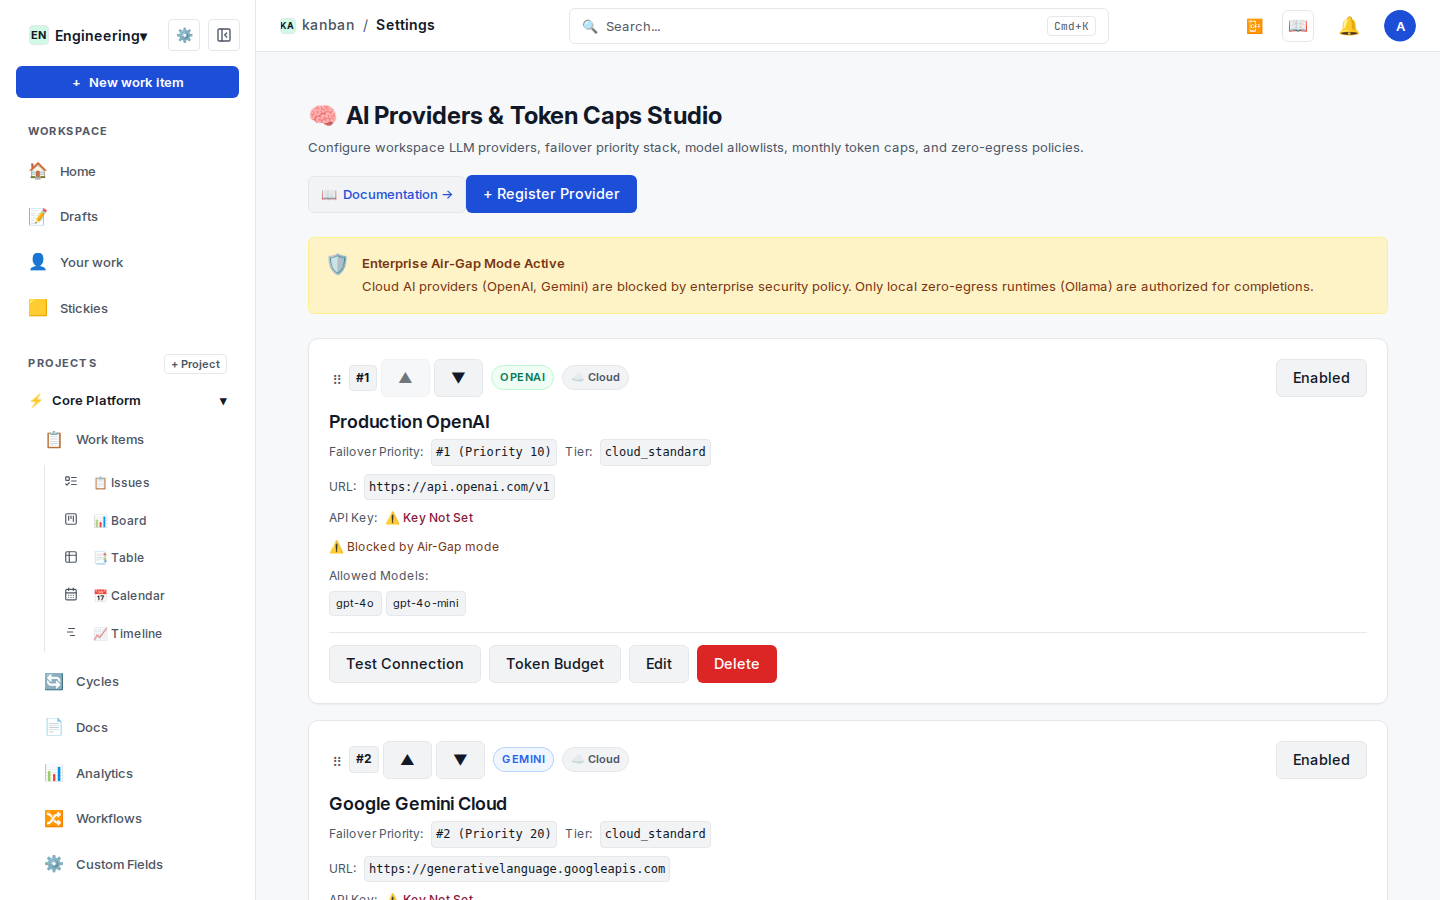 EN Engineering▾
+ New work item
WORKSPACE
Home
Drafts
Your work
Stickies
PROJECTS
+ Project
Core Platform
Work Items
Issues
Board
Table
Calendar
Timeline
Cycles
Docs
Analytics
Workflows
Custom Fields
KA kanban / Settings
Search...
Cmd+K
A
AI Providers & Token Caps Studio
Configure workspace LLM providers, failover priority stack, model allowlists, monthly token caps, and zero-egress policies.
Documentation →
+ Register Provider
Enterprise Air-Gap Mode Active
Cloud AI providers (OpenAI, Gemini) are blocked by enterprise security policy. Only local zero-egress runtimes (Ollama) are authorized for completions.
#1 ▲ ▼ OPENAI Cloud
Enabled
Production OpenAI
Failover Priority: #1 (Priority 10) Tier: cloud_standard
URL: https://api.openai.com/v1
API Key: ⚠️ Key Not Set
⚠️ Blocked by Air-Gap mode
Allowed Models:
gpt-4o gpt-4o-mini
Test Connection
Token Budget
Edit
Delete
#2 ▲ ▼ GEMINI Cloud
Enabled
Google Gemini Cloud
Failover Priority: #2 (Priority 20) Tier: cloud_standard
URL: https://generativelanguage.googleapis.com
API Key: ⚠️ Key Not Set